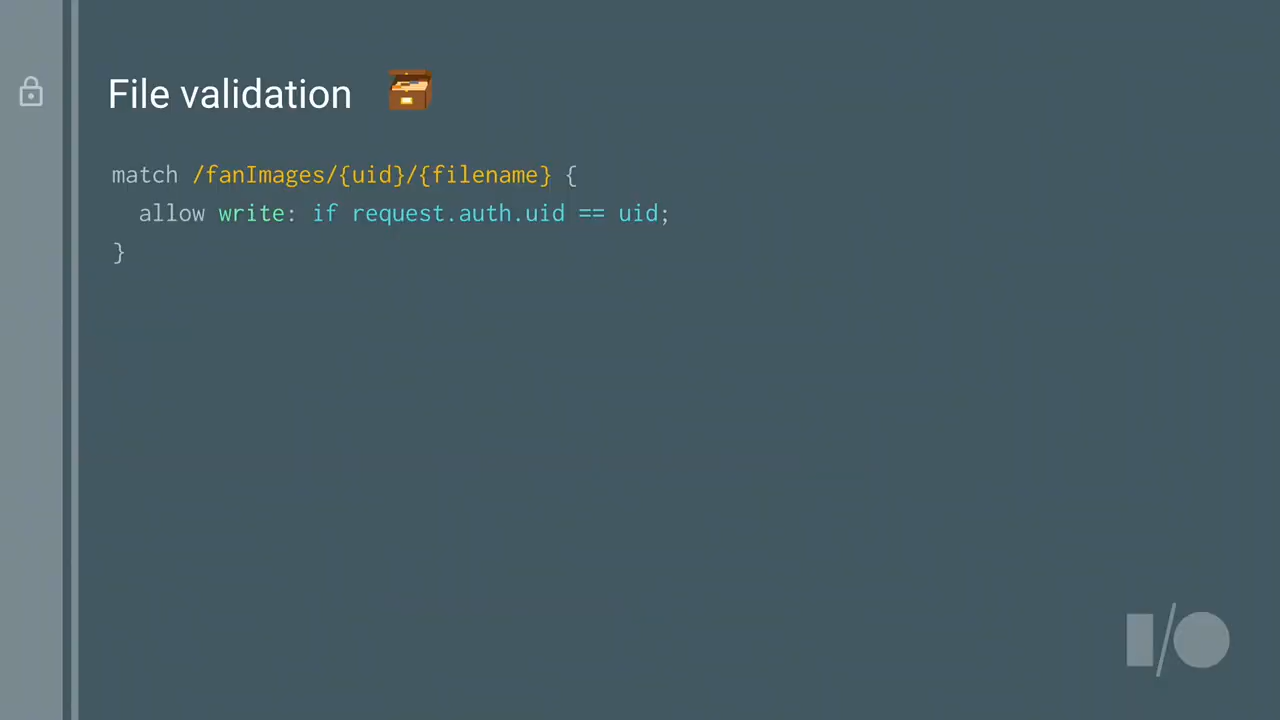 File validation
match /fanImages/{uid}/{filename} {
  allow write: if request.auth.uid == uid;
}
I/O